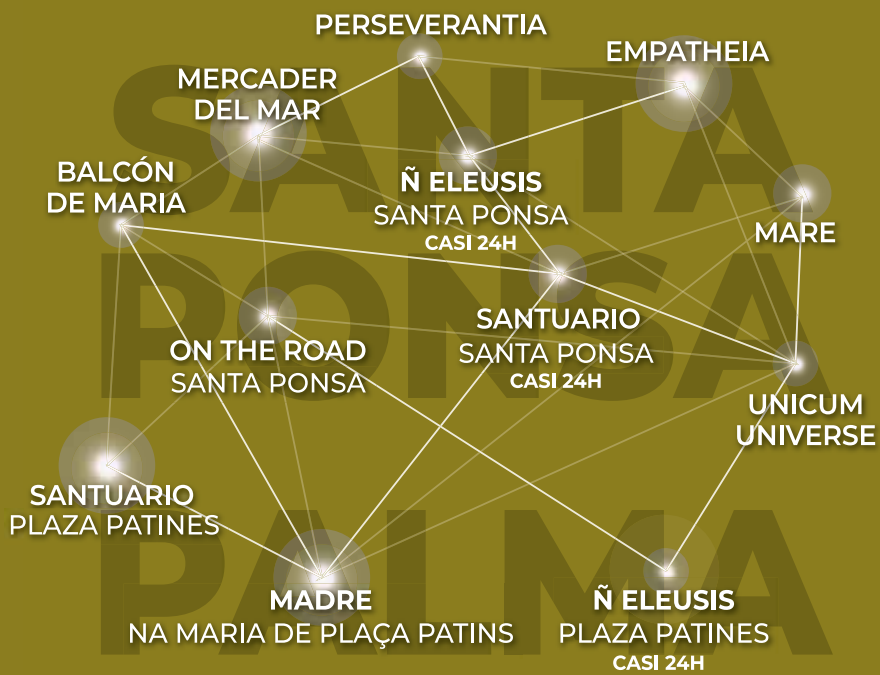 SANTA
PONSA
PALMA
PERSEVERANTIA
EMPATHEIA
MERCADER
DEL MAR
BALCÓN
DE MARIA
Ñ ELEUSIS
SANTA PONSA
CASI 24H
MARE
SANTUARIO
SANTA PONSA
CASI 24H
ON THE ROAD
SANTA PONSA
UNICUM
UNIVERSE
SANTUARIO
PLAZA PATINES
MADRE
NA MARIA DE PLAÇA PATINS
Ñ ELEUSIS
PLAZA PATINES
CASI 24H